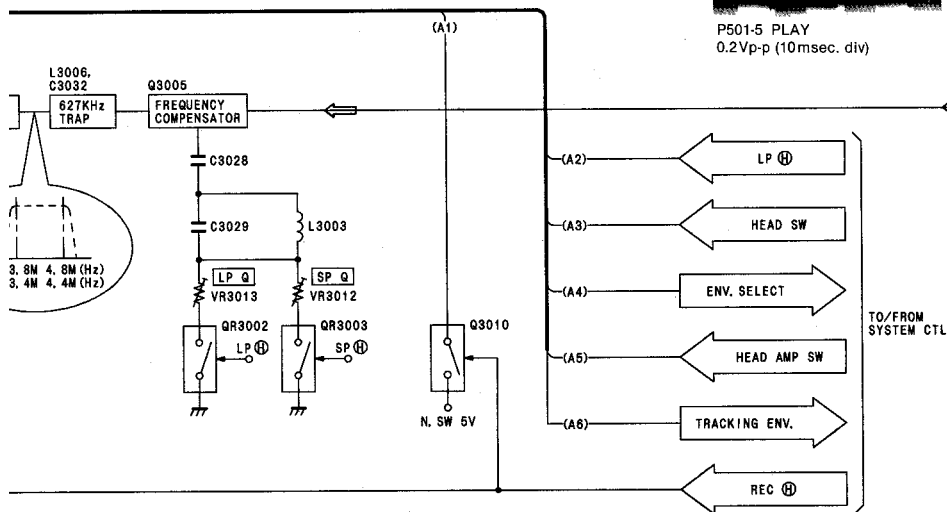 P501-5 PLAY
0.2Vp-p (10msec. div)
(A1)
L3006,
C3032
627KHz
TRAP
Q3005
FREQUENCY
COMPENSATOR
C3028
C3029
L3003
3.8M 4.8M (Hz)
3.4M 4.4M (Hz)
LP Q
VR3013
SP Q
VR3012
QR3002
LP Ⓗ
QR3003
SP Ⓗ
Q3010
N. SW 5V
(A2)
LP Ⓗ
(A3)
HEAD SW
(A4)
ENV. SELECT
(A5)
HEAD AMP SW
(A6)
TRACKING ENV.
REC Ⓗ
TO/FROM
SYSTEM CTL